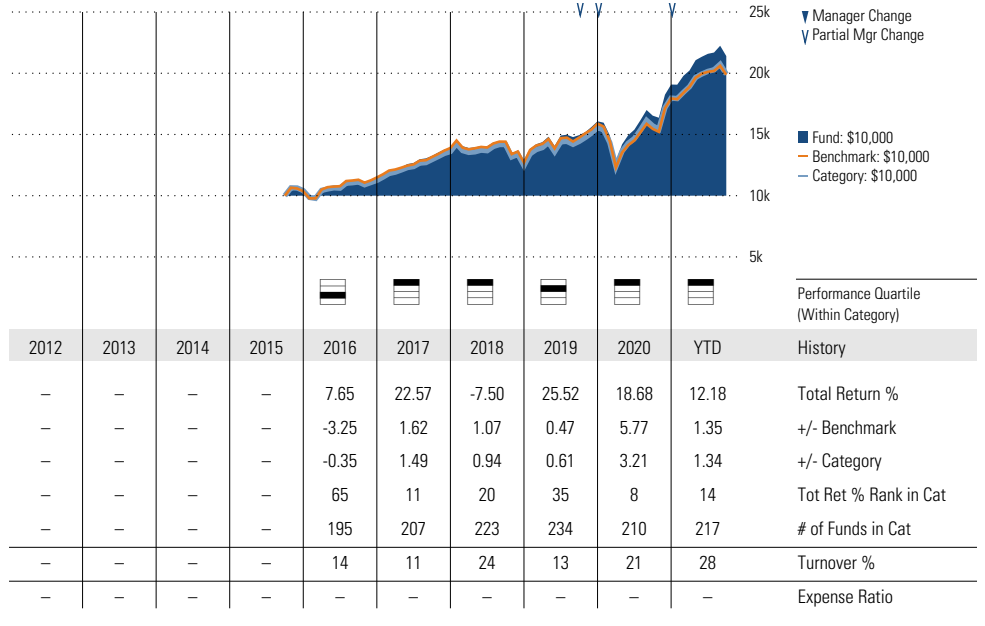 25k
Manager Change
Partial Mgr Change
20k
15k
Fund: $10,000
Benchmark: $10,000
Category: $10,000
10k
5k
Performance Quartile
(Within Category)
2012 2013 2014 2015 2016 2017 2018 2019 2020 YTD History
– – – – 7.65 22.57 -7.50 25.52 18.68 12.18 Total Return %
– – – – -3.25 1.62 1.07 0.47 5.77 1.35 +/- Benchmark
– – – – -0.35 1.49 0.94 0.61 3.21 1.34 +/- Category
– – – – 65 11 20 35 8 14 Tot Ret % Rank in Cat
– – – – 195 207 223 234 210 217 # of Funds in Cat
– – – – 14 11 24 13 21 28 Turnover %
– – – – – – – – – – Expense Ratio